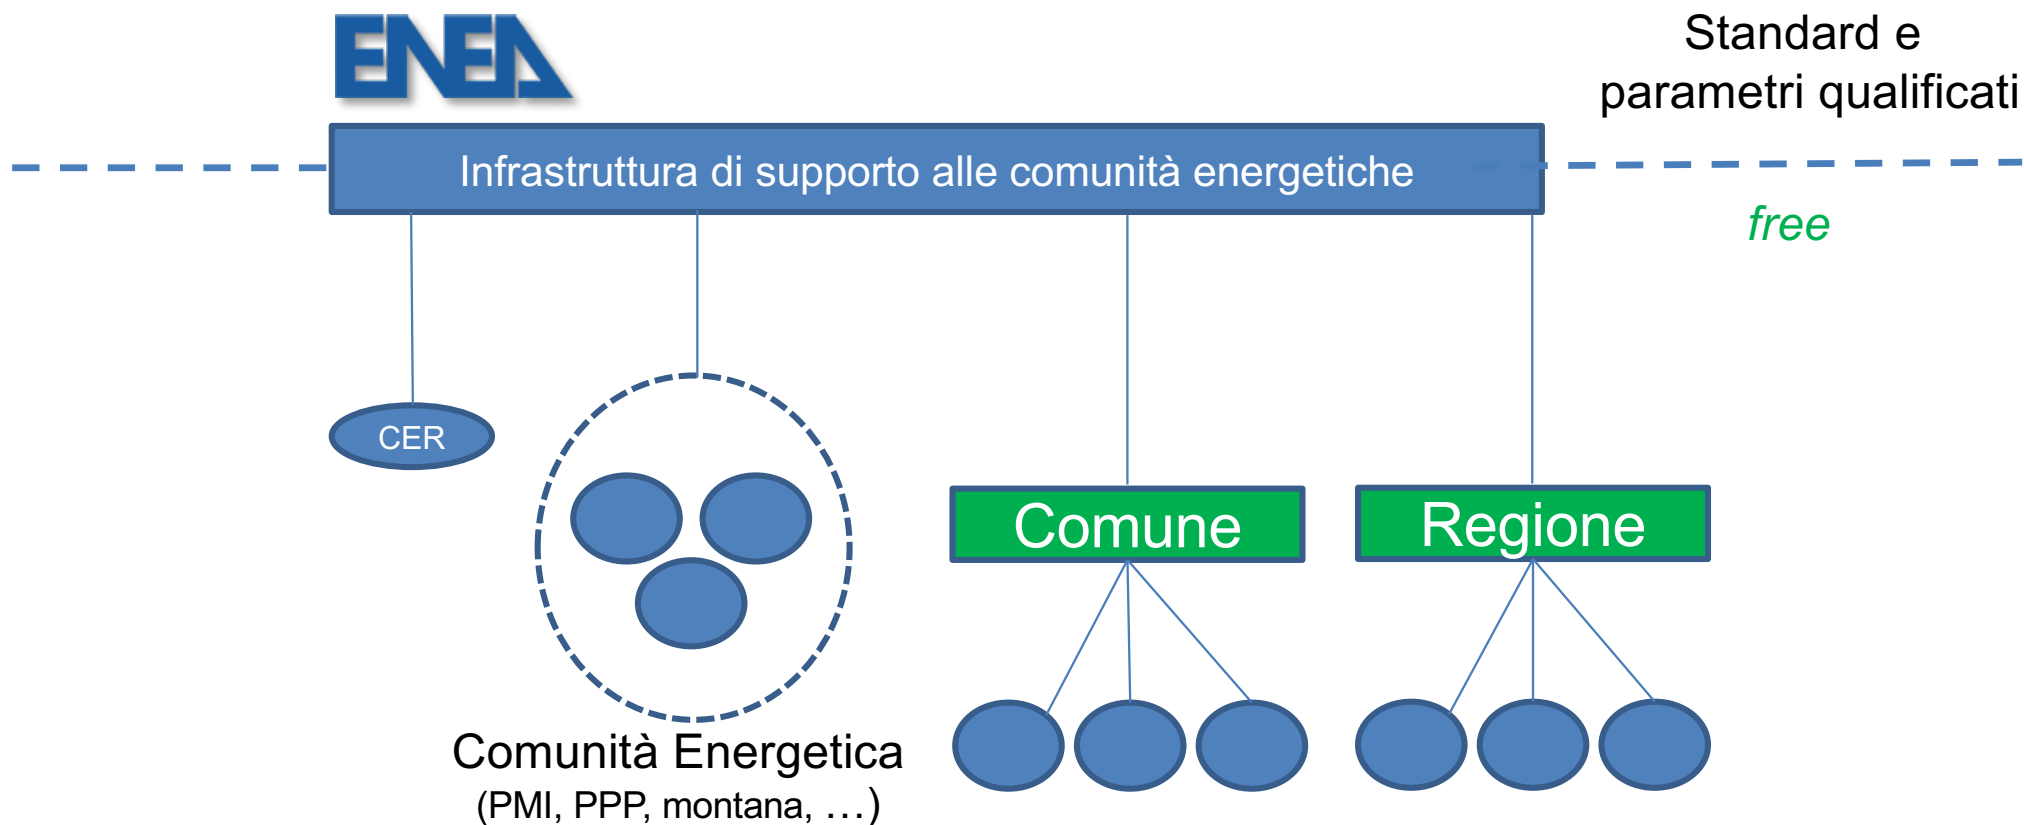 ENEA
Standard e
parametri qualificati
Infrastruttura di supporto alle comunità energetiche
free
CER
Comune
Regione
Comunità Energetica
(PMI, PPP, montana, …)